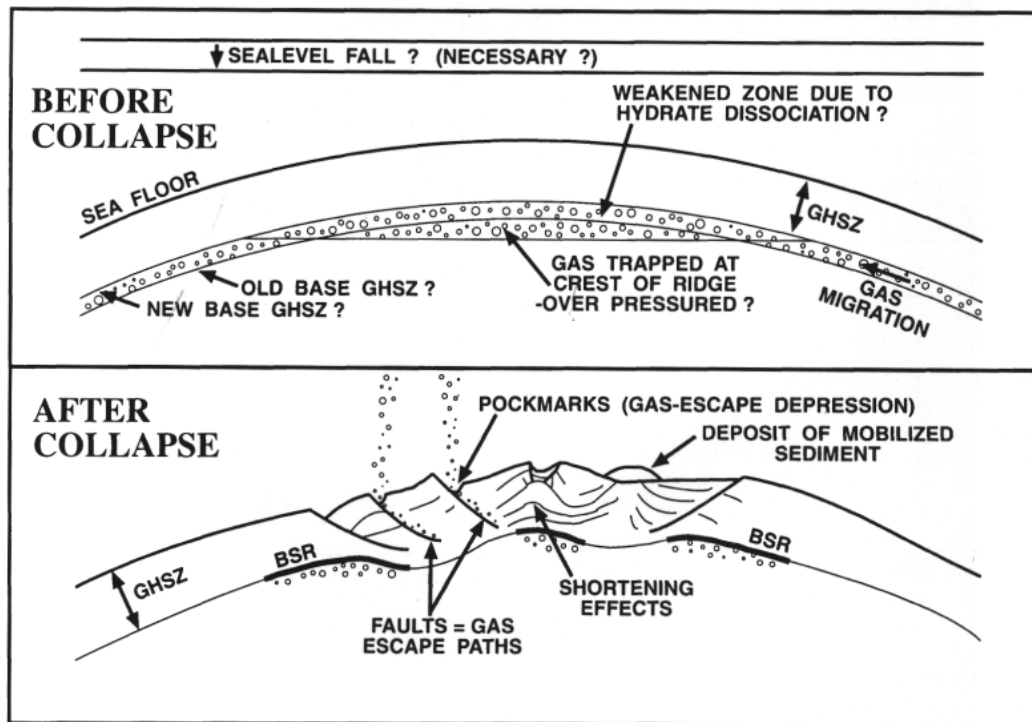 SEALEVEL FALL ? (NECESSARY ?)
BEFORE
COLLAPSE
WEAKENED ZONE DUE TO
HYDRATE DISSOCIATION ?
SEA FLOOR
GHSZ
OLD BASE GHSZ ?
NEW BASE GHSZ ?
GAS TRAPPED AT
CREST OF RIDGE
-OVER PRESSURED ?
GAS
MIGRATION
AFTER
COLLAPSE
POCKMARKS (GAS-ESCAPE DEPRESSION)
DEPOSIT OF MOBILIZED
SEDIMENT
GHSZ
BSR
BSR
SHORTENING
EFFECTS
FAULTS = GAS
ESCAPE PATHS